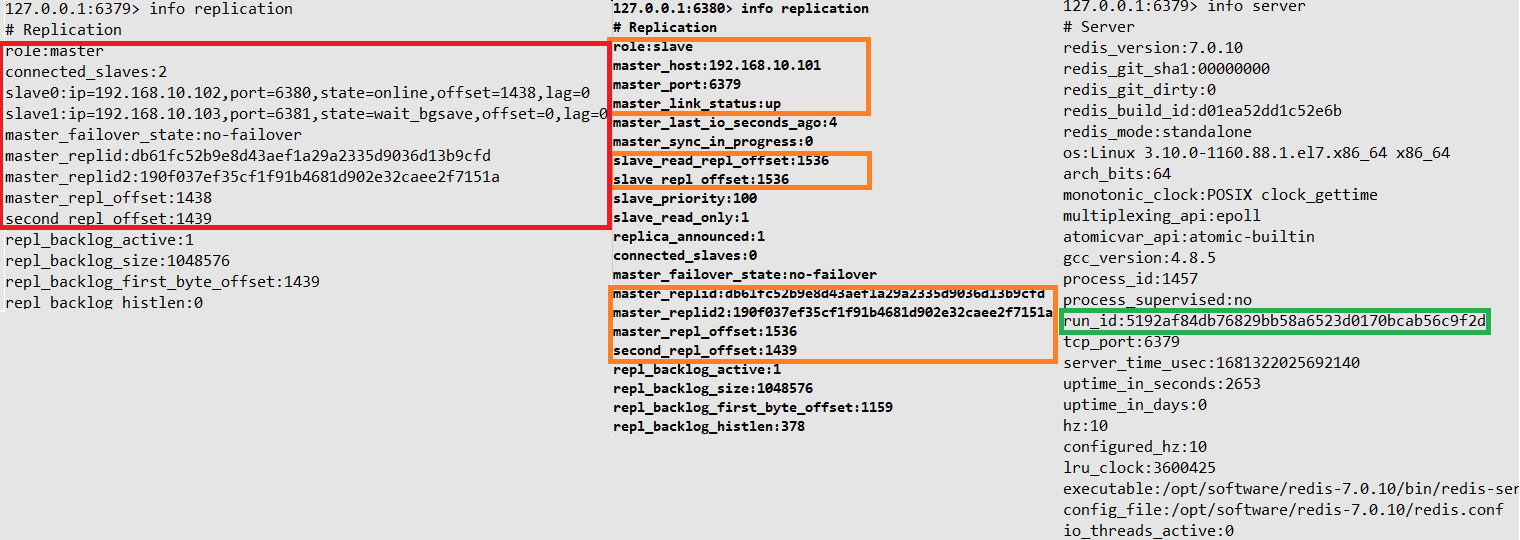 127.0.0.1:6379> info replication
# Replication
role:master
connected_slaves:2
slave0:ip=192.168.10.102,port=6380,state=online,offset=1438,lag=0
slave1:ip=192.168.10.103,port=6381,state=wait_bgsave,offset=0,lag=0
master_failover_state:no-failover
master_replid:db61fc52b9e8d43aef1a29a2335d9036d13b9cfd
master_replid2:190f037ef35cf1f91b4681d902e32caee2f7151a
master_repl_offset:1438
second_repl_offset:1439
repl_backlog_active:1
repl_backlog_size:1048576
repl_backlog_first_byte_offset:1439
repl_backlog_histlen:0
127.0.0.1:6380> info replication
# Replication
role:slave
master_host:192.168.10.101
master_port:6379
master_link_status:up
master_last_io_seconds_ago:4
master_sync_in_progress:0
slave_read_repl_offset:1536
slave_repl_offset:1536
slave_priority:100
slave_read_only:1
replica_announced:1
connected_slaves:0
master_failover_state:no-failover
master_replid:db61fc52b9e8d43aef1a29a2335d9036d13b9cfd
master_replid2:190f037ef35cf1f91b4681d902e32caee2f7151a
master_repl_offset:1536
second_repl_offset:1439
repl_backlog_active:1
repl_backlog_size:1048576
repl_backlog_first_byte_offset:1159
repl_backlog_histlen:378
127.0.0.1:6379> info server
# Server
redis_version:7.0.10
redis_git_sha1:00000000
redis_git_dirty:0
redis_build_id:d01ea52dd1c52e6b
redis_mode:standalone
os:Linux 3.10.0-1160.88.1.el7.x86_64 x86_64
arch_bits:64
monotonic_clock:POSIX clock_gettime
multiplexing_api:epoll
atomicvar_api:atomic-builtin
gcc_version:4.8.5
process_id:1457
process_supervised:no
run_id:5192af84db76829bb58a6523d0170bcab56c9f2d
tcp_port:6379
server_time_usec:1681322025692140
uptime_in_seconds:2653
uptime_in_days:0
hz:10
configured_hz:10
lru_clock:3600425
executable:/opt/software/redis-7.0.10/bin/redis-ser
config_file:/opt/software/redis-7.0.10/redis.conf
io_threads_active:0